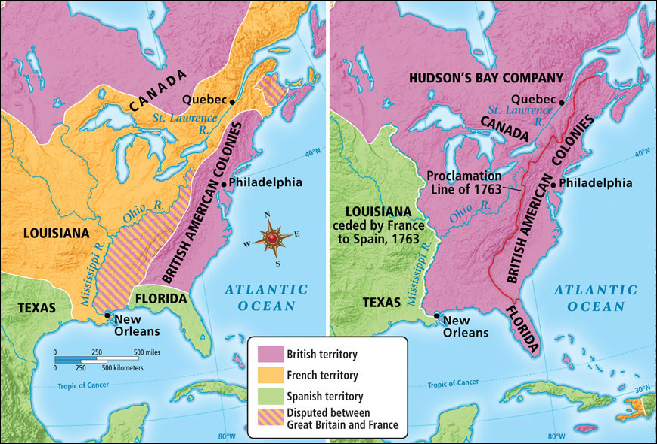 CANADA
Quebec
St. Lawrence
R.
BRITISH AMERICAN COLONIES
Philadelphia
40°N
Ohio R.
LOUISIANA
Mississippi R.
N
W
E
S
TEXAS
FLORIDA
ATLANTIC
OCEAN
New
Orleans
0 250 500 miles
0 250 500 kilometers
Tropic of Cancer
80°W
HUDSON'S BAY COMPANY
Quebec
St. Lawrence
R.
CANADA
BRITISH AMERICAN COLONIES
40°N
Proclamation
Line of 1763
Philadelphia
LOUISIANA
ceded by France
to Spain, 1763
Ohio R.
Mississippi R.
TEXAS
FLORIDA
ATLANTIC
OCEAN
New
Orleans
Tropic of Cancer
30°N
80°W
British territory
French territory
Spanish territory
Disputed between
Great Britain and France